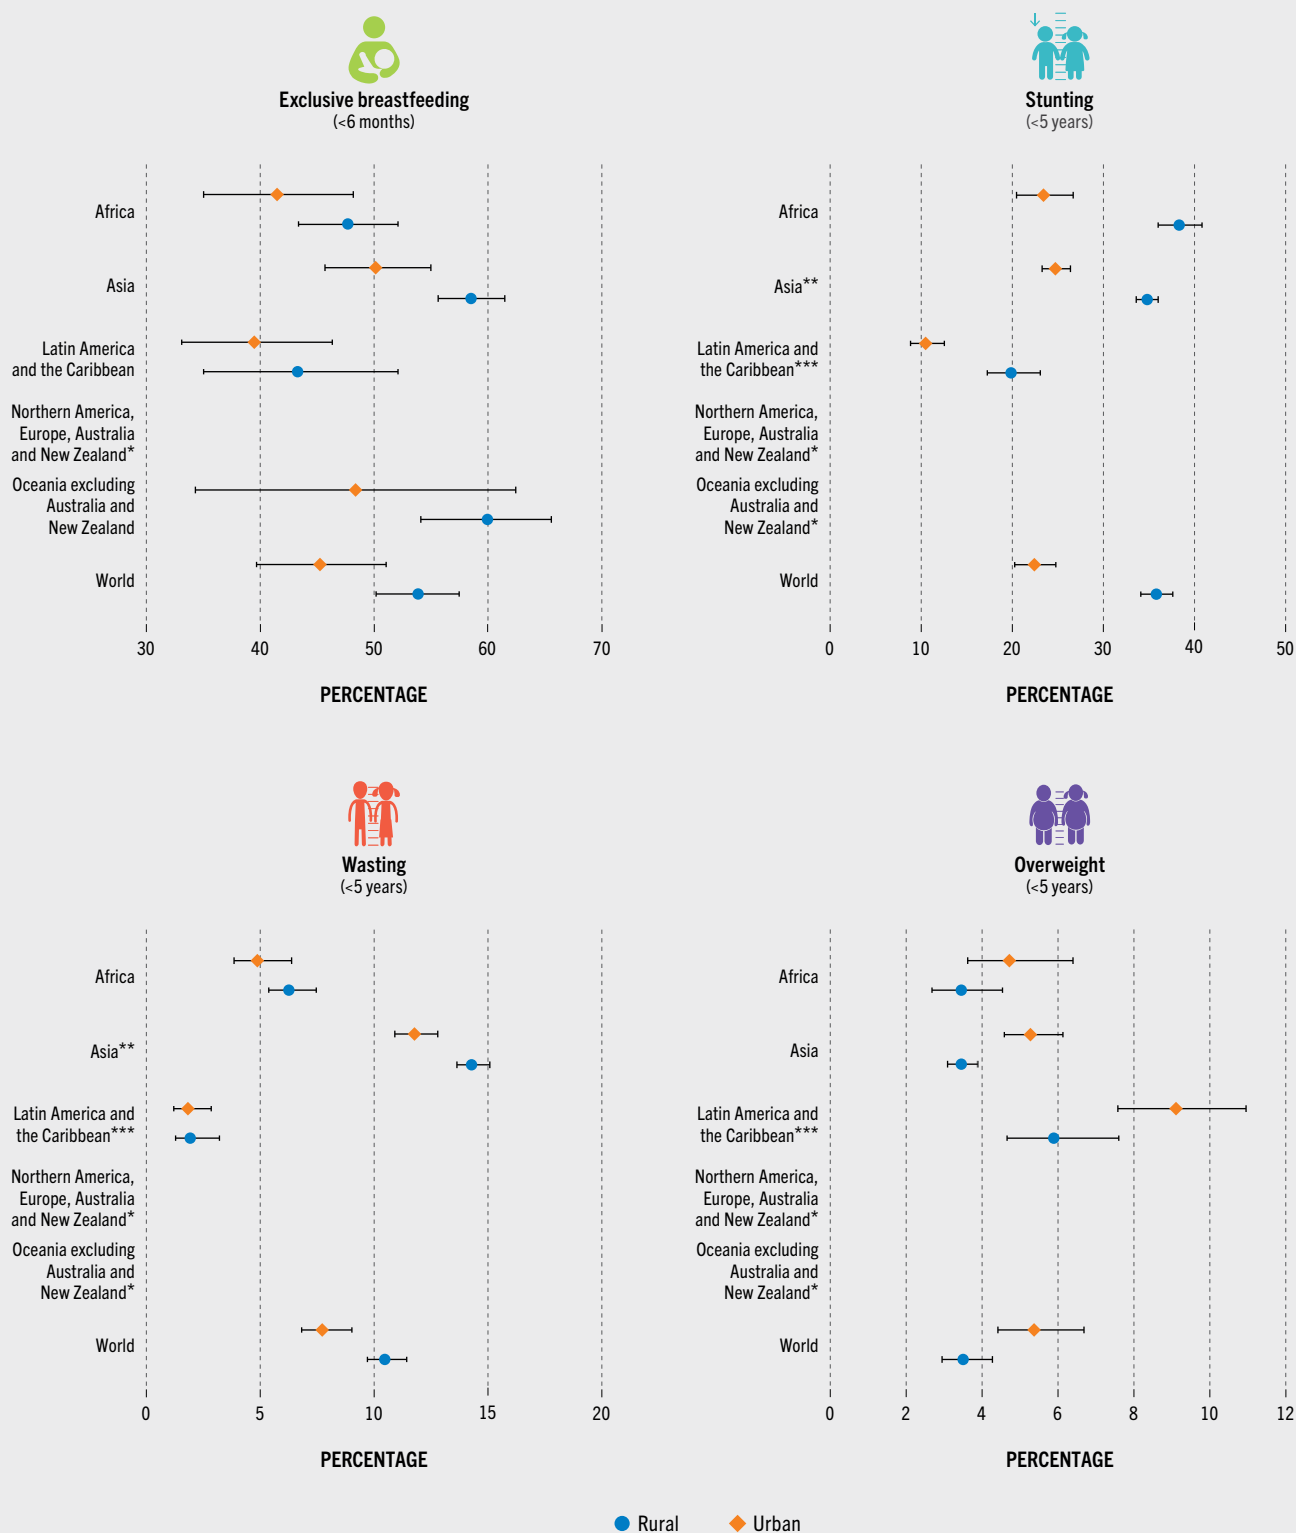 Exclusive breastfeeding
(<6 months)
Africa
Asia
Latin America
and the Caribbean
Northern America,
Europe, Australia
and New Zealand*
Oceania excluding
Australia and
New Zealand
World
30 40 50 60 70
PERCENTAGE
Stunting
(<5 years)
Africa
Asia**
Latin America and
the Caribbean***
Northern America,
Europe, Australia
and New Zealand*
Oceania excluding
Australia and
New Zealand*
World
0 10 20 30 40 50
PERCENTAGE
Wasting
(<5 years)
Africa
Asia**
Latin America and
the Caribbean***
Northern America,
Europe, Australia
and New Zealand*
Oceania excluding
Australia and
New Zealand*
World
0 5 10 15 20
PERCENTAGE
Overweight
(<5 years)
Africa
Asia
Latin America and
the Caribbean***
Northern America,
Europe, Australia
and New Zealand*
Oceania excluding
Australia and
New Zealand*
World
0 2 4 6 8 10 12
PERCENTAGE
Rural Urban